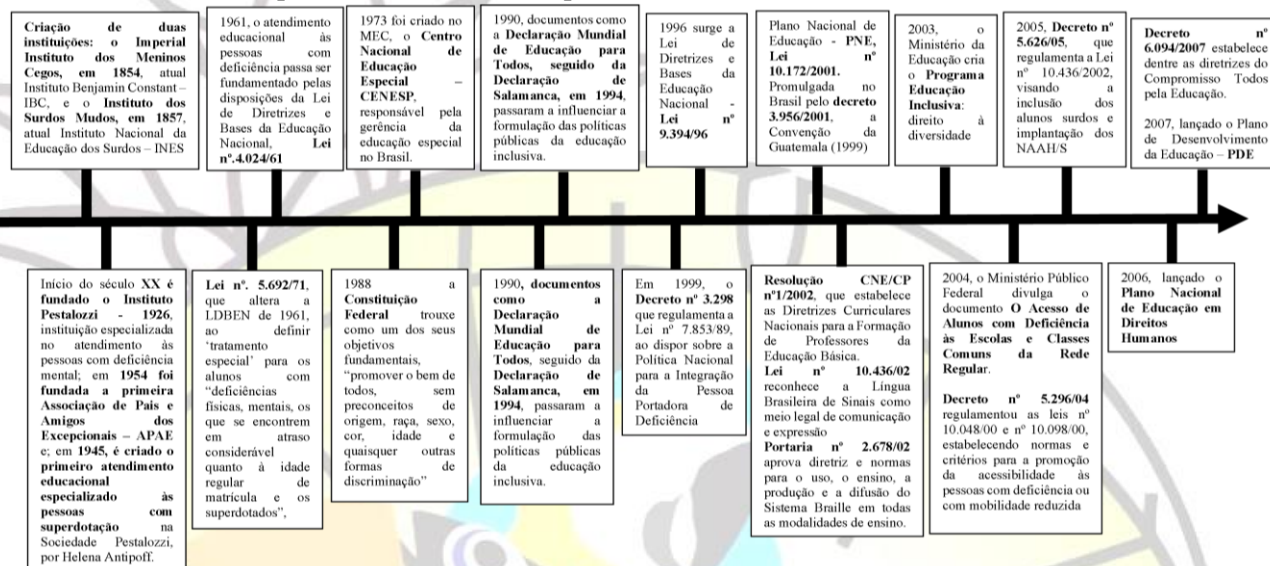 Criação de duas
instituições: o Imperial
Instituto dos Meninos
Cegos, em 1854, atual
Instituto Benjamin Constant –
IBC, e o Instituto dos
Surdos Mudos, em 1857,
atual Instituto Nacional da
Educação dos Surdos – INES
1961, o atendimento
educacional às
pessoas com
deficiência passa ser
fundamentado pelas
disposições da Lei
de Diretrizes e
Bases da Educação
Nacional, Lei
nº.4.024/61
1973 foi criado no
MEC, o Centro
Nacional de
Educação
Especial –
CENESP,
responsável pela
gerência da
educação especial
no Brasil.
1990, documentos como
a Declaração Mundial
de Educação para
Todos, seguido da
Declaração de
Salamanca, em 1994,
passaram a influenciar a
formulação das políticas
públicas da educação
inclusiva.
1996 surge a
Lei de
Diretrizes e
Bases da
Educação
Nacional -
Lei nº
9.394/96
Plano Nacional de
Educação - PNE,
Lei nº
10.172/2001.
Promulgada no
Brasil pelo decreto
3.956/2001, a
Convenção da
Guatemala (1999)
2003, o
Ministério da
Educação cria
o Programa
Educação
Inclusiva:
direito à
diversidade
2005, Decreto nº
5.626/05, que
regulamenta a Lei
nº 10.436/2002,
visando a
inclusão dos
alunos surdos e
implantação dos
NAAH/S
Decreto nº
6.094/2007 estabelece
dentre as diretrizes do
Compromisso Todos
pela Educação.
2007, lançado o Plano
de Desenvolvimento
da Educação – PDE
Início do século XX é
fundado o Instituto
Pestalozzi - 1926,
instituição especializada
no atendimento às
pessoas com deficiência
mental; em 1954 foi
fundada a primeira
Associação de Pais e
Amigos dos
Excepcionais – APAE
e; em 1945, é criado o
primeiro atendimento
educacional
especializado às
pessoas com
superdotação na
Sociedade Pestalozzi,
por Helena Antipoff.
Lei nº. 5.692/71,
que altera a
LDBEN de 1961,
ao definir
‘tratamento
especial’ para os
alunos com
“deficiências
físicas, mentais, os
que se encontrem
em atraso
considerável
quanto à idade
regular de
matrícula e os
superdotados”,
1988 a
Constituição
Federal trouxe
como um dos seus
objetivos
fundamentais,
“promover o bem de
todos, sem
preconceitos de
origem, raça, sexo,
cor, idade e
quaisquer outras
formas de
discriminação”
1990, documentos
como a
Declaração
Mundial de
Educação para
Todos, seguido da
Declaração de
Salamanca, em
1994, passaram a
influenciar a
formulação das
políticas públicas
da educação
inclusiva.
Em 1999, o
Decreto nº 3.298
que regulamenta a
Lei nº 7.853/89,
ao dispor sobre a
Política Nacional
para a Integração
da Pessoa
Portadora de
Deficiência
Resolução CNE/CP
nº1/2002, que estabelece
as Diretrizes Curriculares
Nacionais para a Formação
de Professores da
Educação Básica.
Lei nº 10.436/02
reconhece a Língua
Brasileira de Sinais como
meio legal de comunicação
e expressão
Portaria nº 2.678/02
aprova diretriz e normas
para o uso, o ensino, a
produção e a difusão do
Sistema Braille em todas
as modalidades de ensino.
2004, o Ministério Público
Federal divulga o
documento O Acesso de
Alunos com Deficiência
às Escolas e Classes
Comuns da Rede
Regular.
Decreto nº 5.296/04
regulamentou as leis nº
10.048/00 e nº 10.098/00,
estabelecendo normas e
critérios para a promoção
da acessibilidade às
pessoas com deficiência ou
com mobilidade reduzida
2006, lançado o
Plano Nacional
de Educação em
Direitos
Humanos